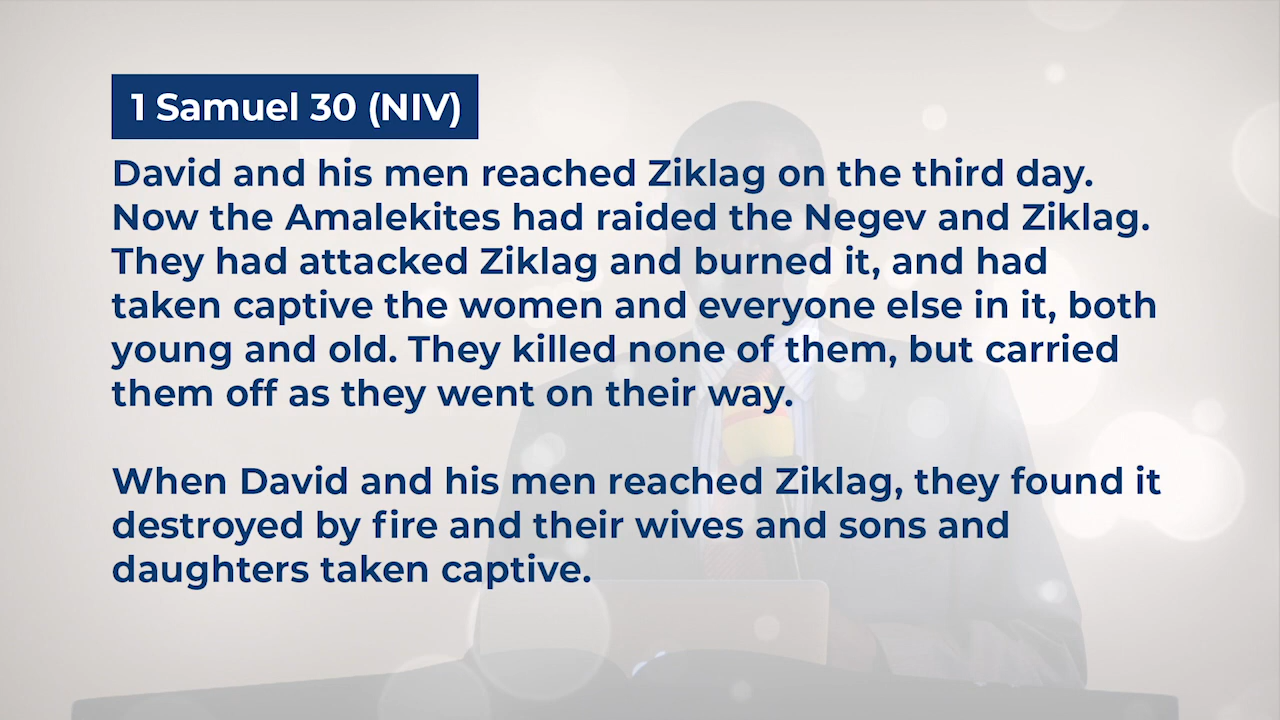 1 Samuel 30 (NIV)
David and his men reached Ziklag on the third day.
Now the Amalekites had raided the Negev and Ziklag.
They had attacked Ziklag and burned it, and had
taken captive the women and everyone else in it, both
young and old. They killed none of them, but carried
them off as they went on their way.
When David and his men reached Ziklag, they found it
destroyed by fire and their wives and sons and
daughters taken captive.